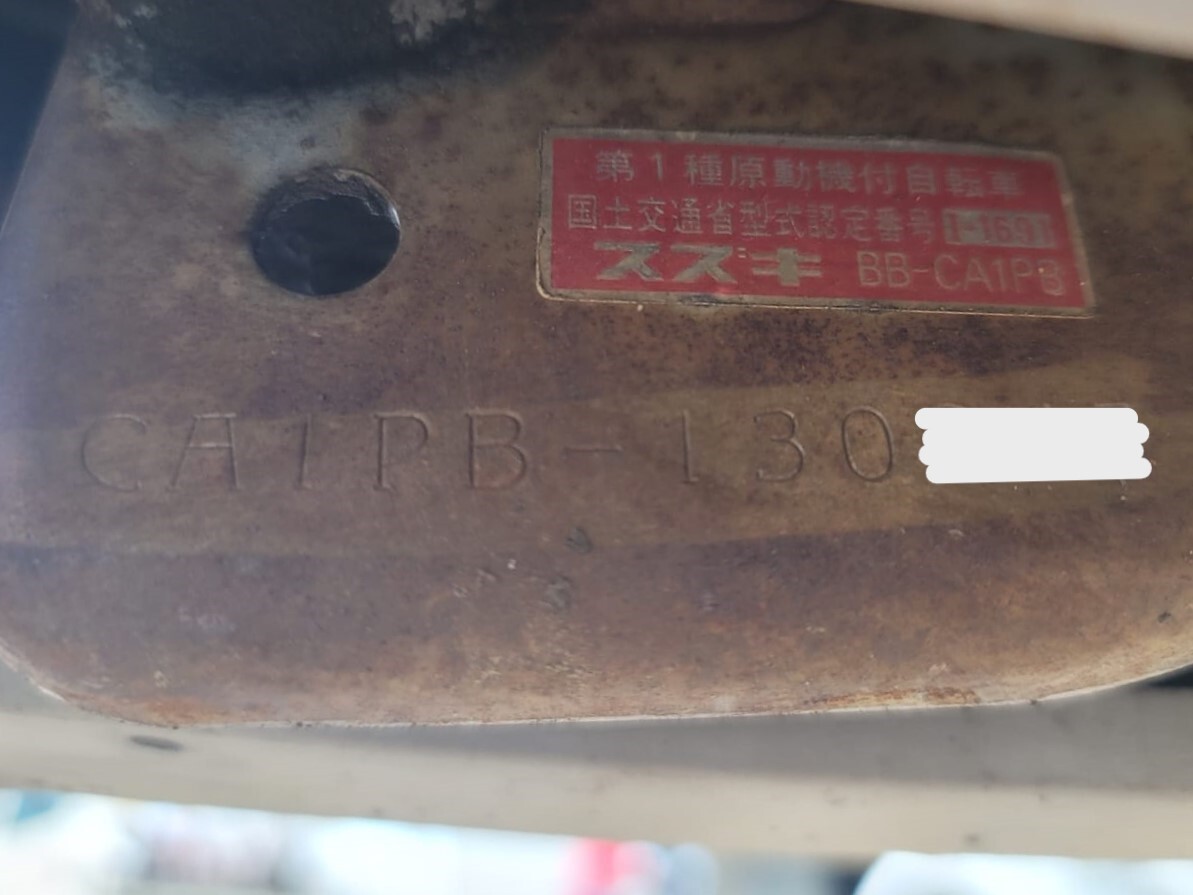 第1種原動機付自転車
国土交通省型式認定番号 I-1691
スズキ BB-CA1PB
CA1PB-130